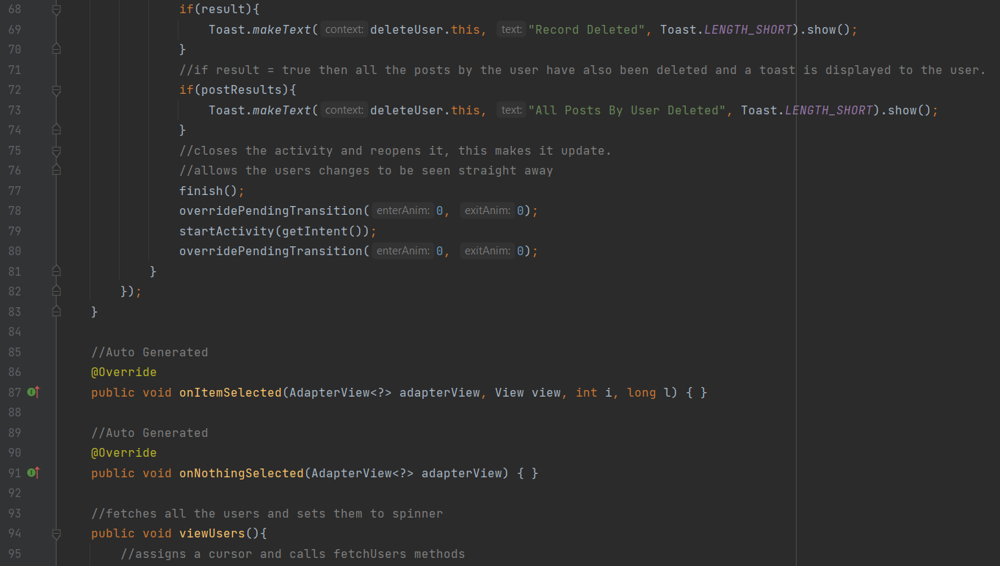 68 if(result){
69 Toast.makeText( context: deleteUser.this, text: "Record Deleted", Toast.LENGTH_SHORT).show();
70 }
71 //if result = true then all the posts by the user have also been deleted and a toast is displayed to the user.
72 if(postResults){
73 Toast.makeText( context: deleteUser.this, text: "All Posts By User Deleted", Toast.LENGTH_SHORT).show();
74 }
75 //closes the activity and reopens it, this makes it update.
76 //allows the users changes to be seen straight away
77 finish();
78 overridePendingTransition( enterAnim: 0, exitAnim: 0);
79 startActivity(getIntent());
80 overridePendingTransition( enterAnim: 0, exitAnim: 0);
81 }
82 });
83 }
84
85 //Auto Generated
86 @Override
87 public void onItemSelected(AdapterView<?> adapterView, View view, int i, long l) { }
88
89 //Auto Generated
90 @Override
91 public void onNothingSelected(AdapterView<?> adapterView) { }
92
93 //fetches all the users and sets them to spinner
94 public void viewUsers(){
95 //assigns a cursor and calls fetchUsers methods